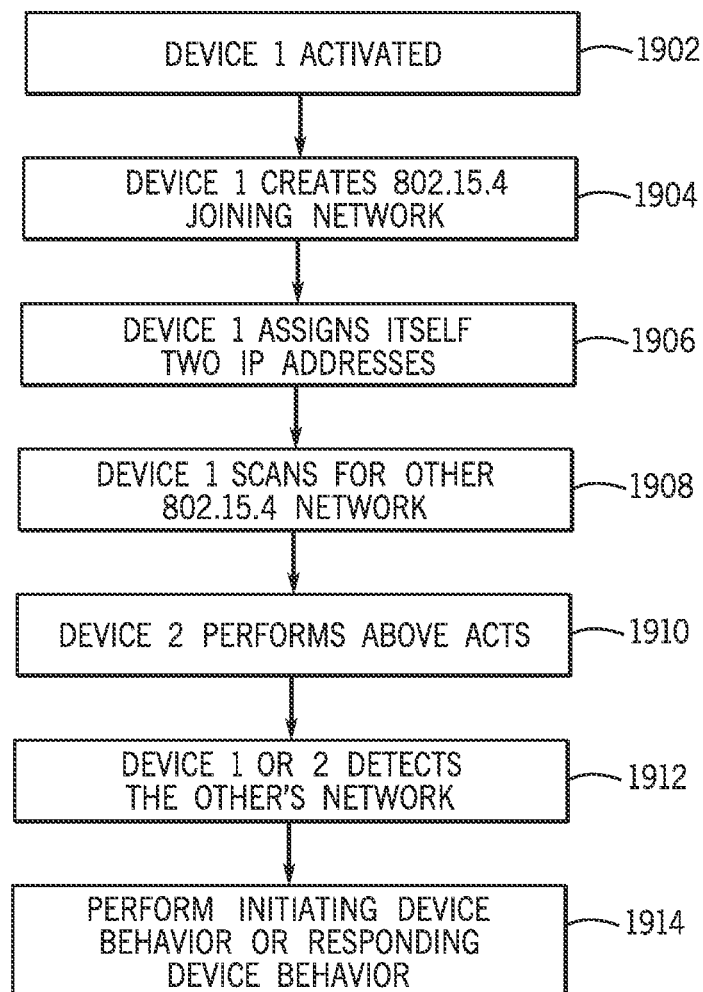 DEVICE 1 ACTIVATED
1902
DEVICE 1 CREATES 802.15.4
JOINING NETWORK
1904
DEVICE 1 ASSIGNS ITSELF
TWO IP ADDRESSES
1906
DEVICE 1 SCANS FOR OTHER
802.15.4 NETWORK
1908
DEVICE 2 PERFORMS ABOVE ACTS
1910
DEVICE 1 OR 2 DETECTS
THE OTHER'S NETWORK
1912
PERFORM INITIATING DEVICE
BEHAVIOR OR RESPONDING
DEVICE BEHAVIOR
1914